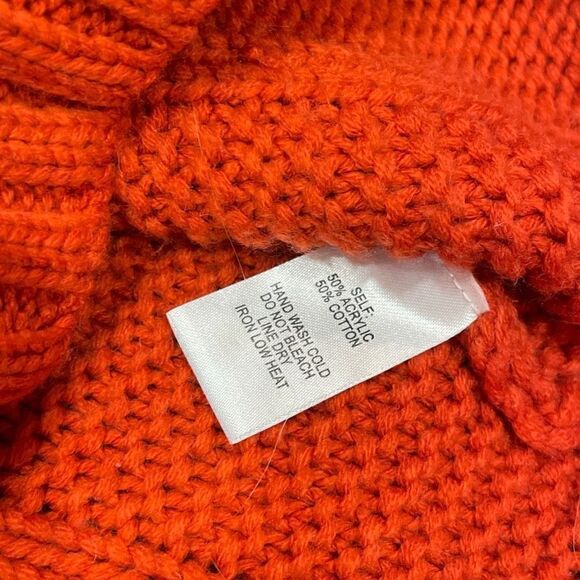 SELF:
50% ACRYLIC
50% COTTON
HAND WASH COLD
DO NOT BLEACH
LINE DRY
IRON LOW HEAT